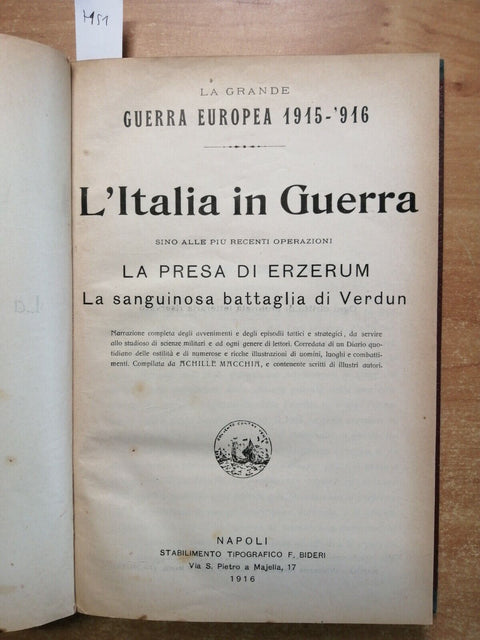 M51
LA GRANDE
GUERRA EUROPEA 1915-'916
L'Italia in Guerra
SINO ALLE PIÙ RECENTI OPERAZIONI
LA PRESA DI ERZERUM
La sanguinosa battaglia di Verdun
Narrazione completa degli avvenimenti e degli episodii tattici e strategici, da servire
allo studioso di scienze militari e ad ogni genere di lettori. Corredata di un Diario quo-
tidiano delle ostilità e di numerose e ricche illustrazioni di uomini, luoghi e combatti-
menti. Compilata da ACHILLE MACCHIA, e contenente scritti di illustri autori.
NAPOLI
STABILIMENTO TIPOGRAFICO F. BIDERI
Via S. Pietro a Majella, 17
1916